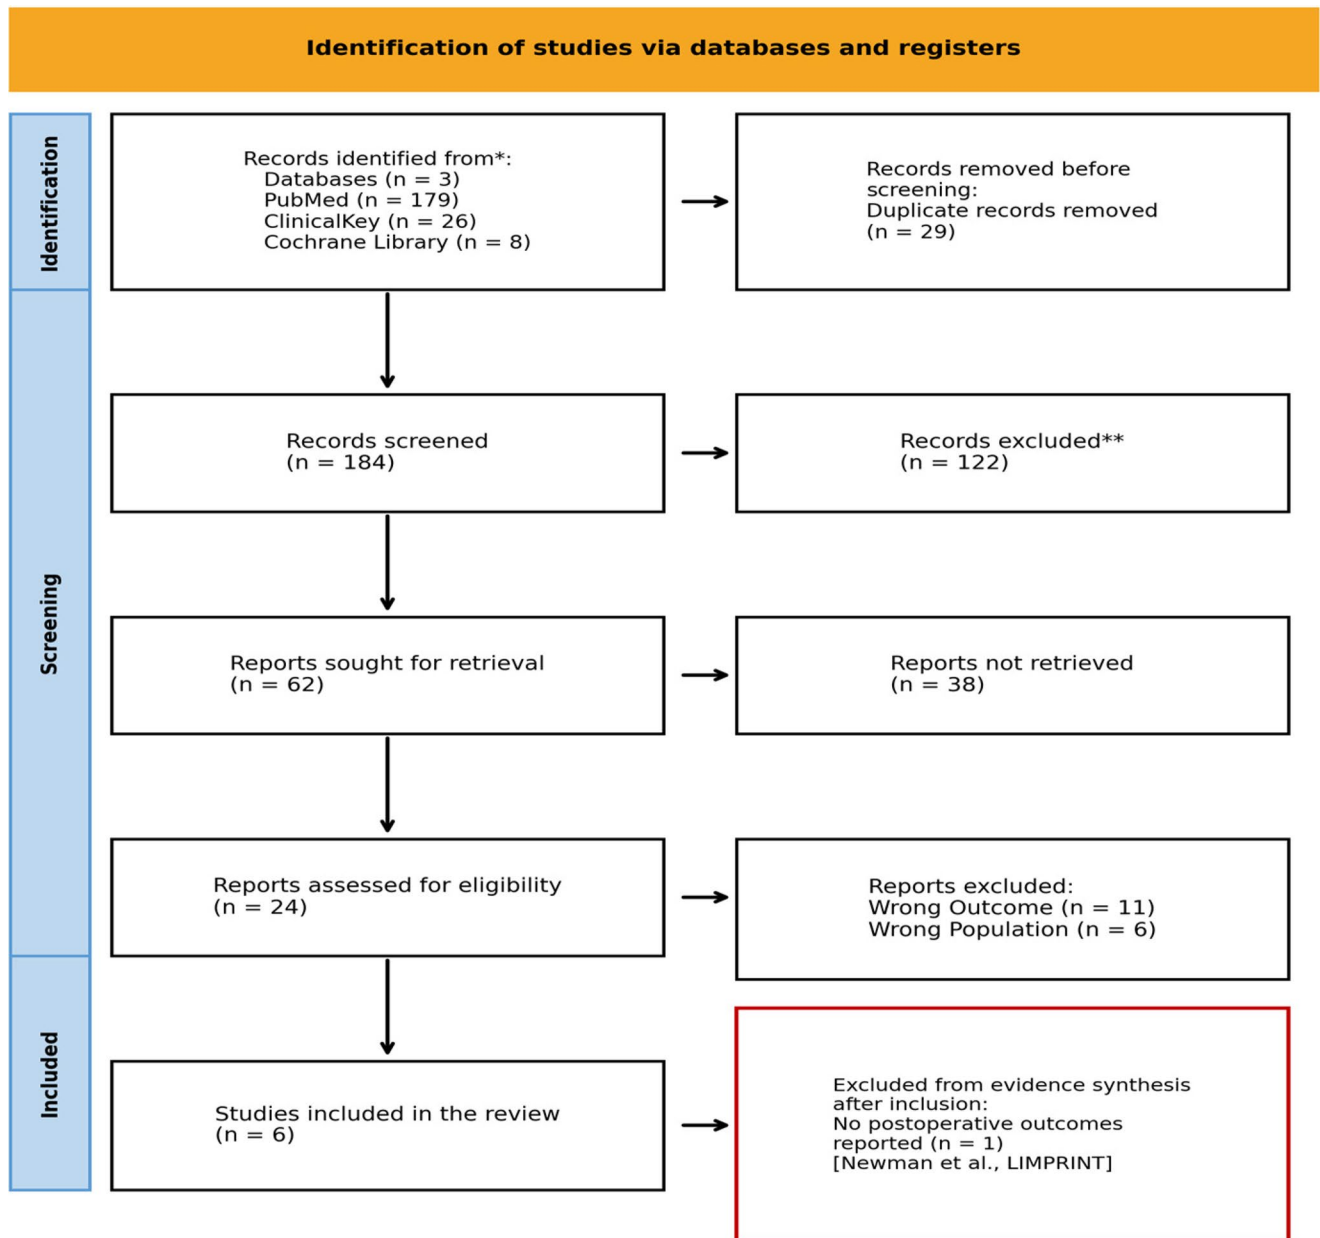 Identification of studies via databases and registers
Identification
Records identified from*:
Databases (n = 3)
PubMed (n = 179)
ClinicalKey (n = 26)
Cochrane Library (n = 8)
Records removed before
screening:
Duplicate records removed
(n = 29)
Screening
Records screened
(n = 184)
Records excluded**
(n = 122)
Reports sought for retrieval
(n = 62)
Reports not retrieved
(n = 38)
Reports assessed for eligibility
(n = 24)
Reports excluded:
Wrong Outcome (n = 11)
Wrong Population (n = 6)
Included
Studies included in the review
(n = 6)
Excluded from evidence synthesis
after inclusion:
No postoperative outcomes
reported (n = 1)
[Newman et al., LIMPRINT]